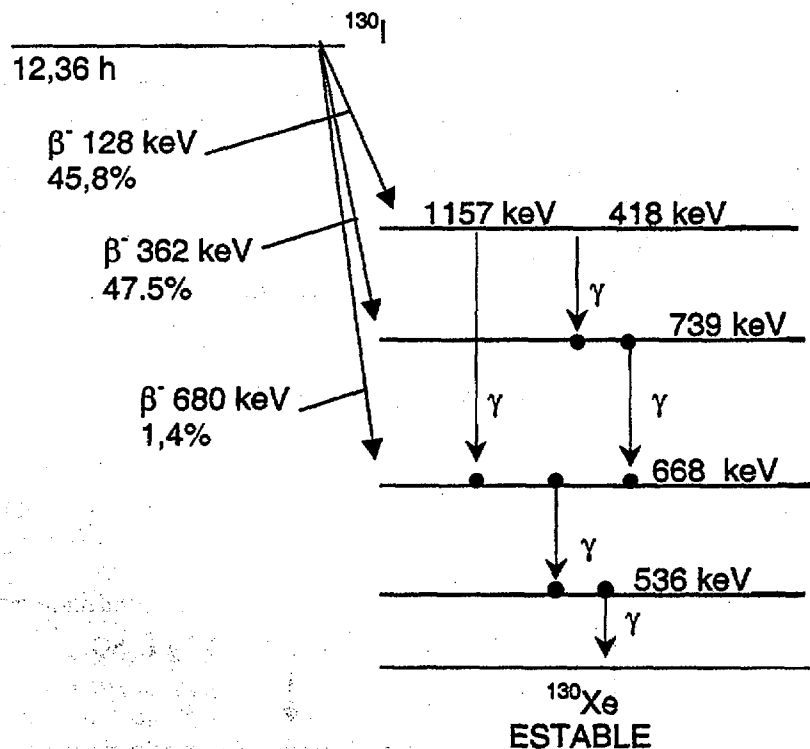 ¹³⁰I
12,36 h
β⁻ 128 keV
45,8%
1157 keV 418 keV
β⁻ 362 keV
47.5%
γ
739 keV
β⁻ 680 keV
1,4%
γ γ
668 keV
γ
536 keV
γ
¹³⁰Xe
ESTABLE